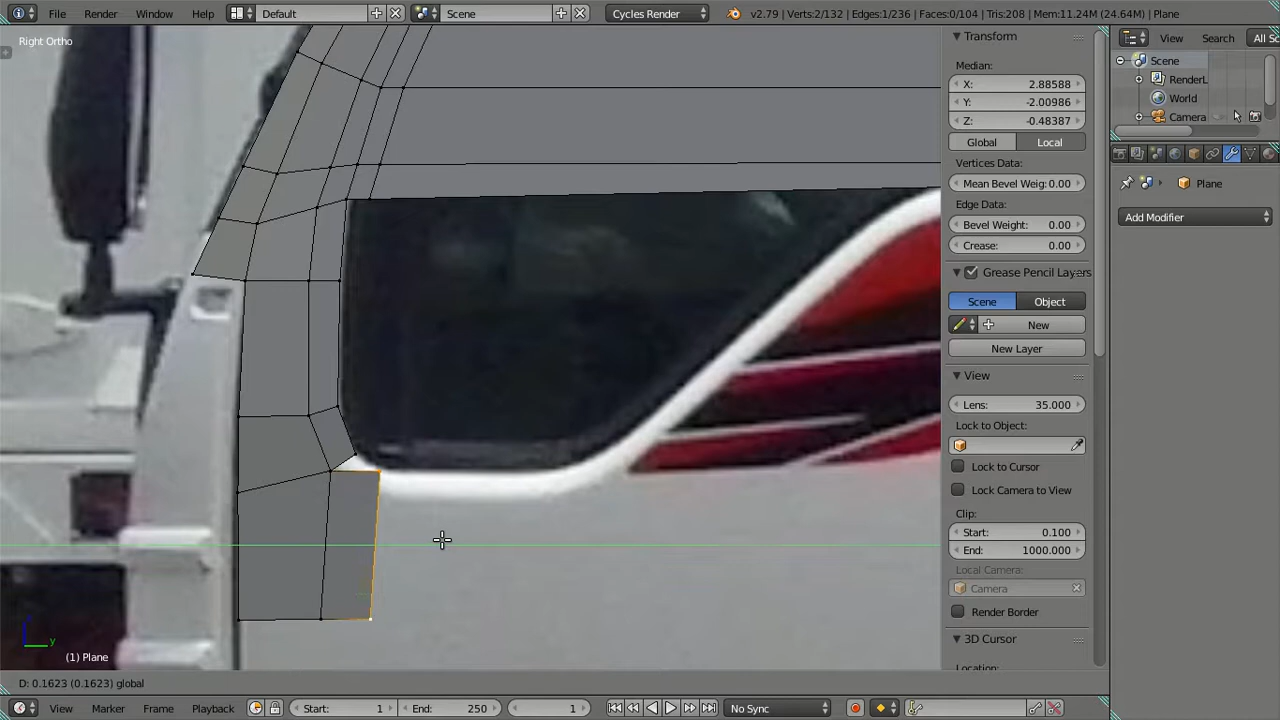 File Render Window Help Default Scene Cycles Render v2.79 | Verts:2/132 | Edges:1/236 | Faces:0/104 | Tris:208 | Mem:11.24M (24.64M) | Plane
Right Ortho
Transform
Median:
X: 2.88588
Y: -2.00986
Z: -0.48387
Global Local
Vertices Data:
Mean Bevel Weig: 0.00
Edge Data:
Bevel Weight: 0.00
Crease: 0.00
Grease Pencil Layers
Scene Object
New
New Layer
View
Lens: 35.000
Lock to Object:
Lock to Cursor
Lock Camera to View
Clip:
Start: 0.100
End: 1000.000
Local Camera:
Camera
Render Border
3D Cursor
Location:
View Search All Sc
Scene
RenderL
World
Camera
Plane
Add Modifier
y
(1) Plane
D: 0.1623 (0.1623) global
View Marker Frame Playback Start: 1 End: 250 1 No Sync